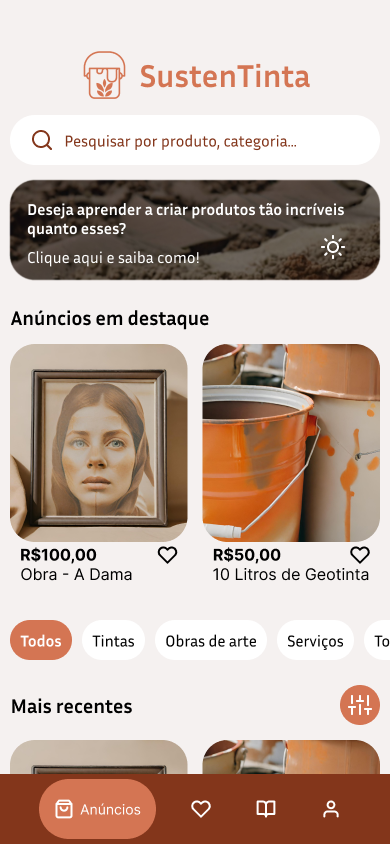 SustenTinta
Pesquisar por produto, categoria...
Deseja aprender a criar produtos tão incríveis
quanto esses?
Clique aqui e saiba como!
Anúncios em destaque
R$100,00
Obra - A Dama
R$50,00
10 Litros de Geotinta
Todos
Tintas
Obras de arte
Serviços
To
Mais recentes
Anúncios